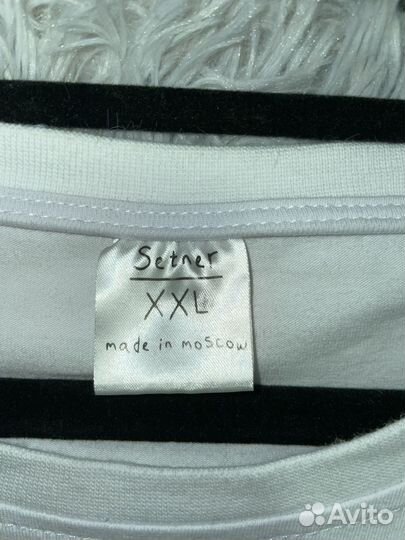 Setner
XXL
made in moscow
Avito